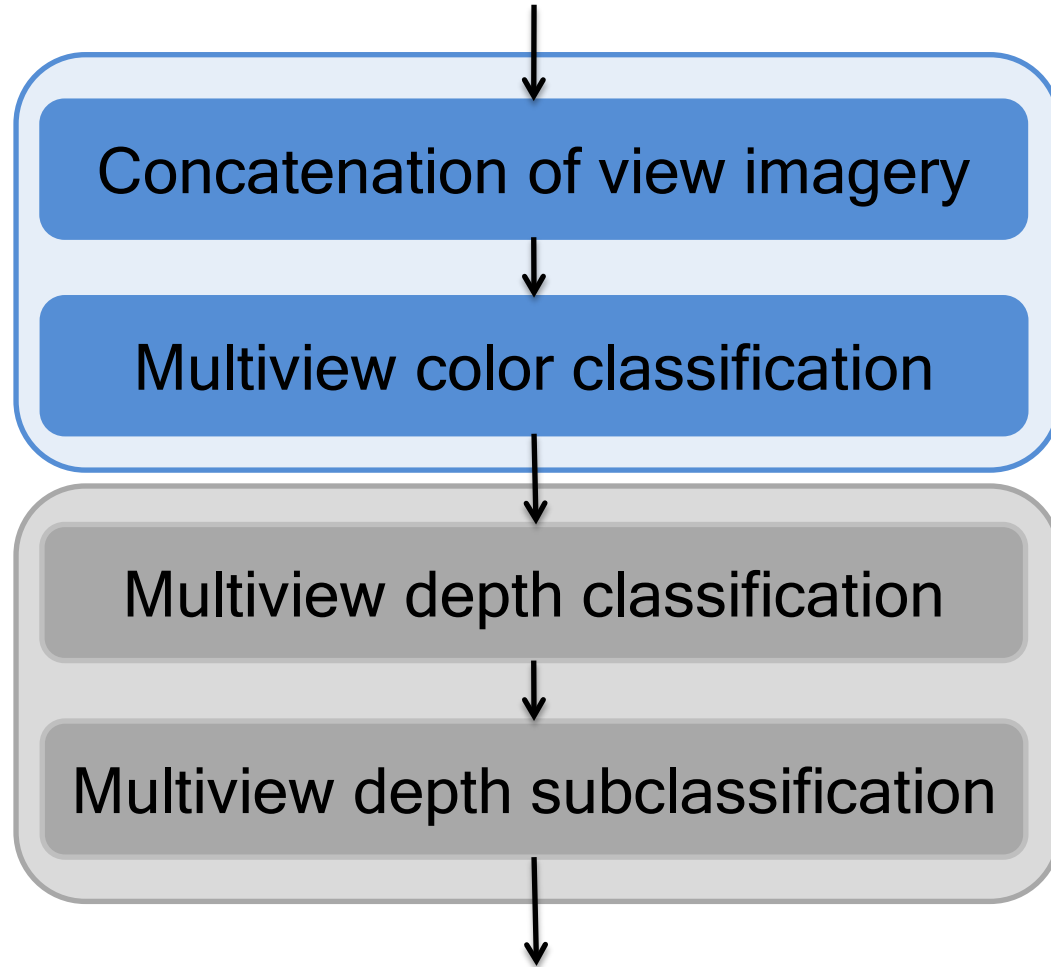 Concatenation of view imagery
Multiview color classification
Multiview depth classification
Multiview depth subclassification